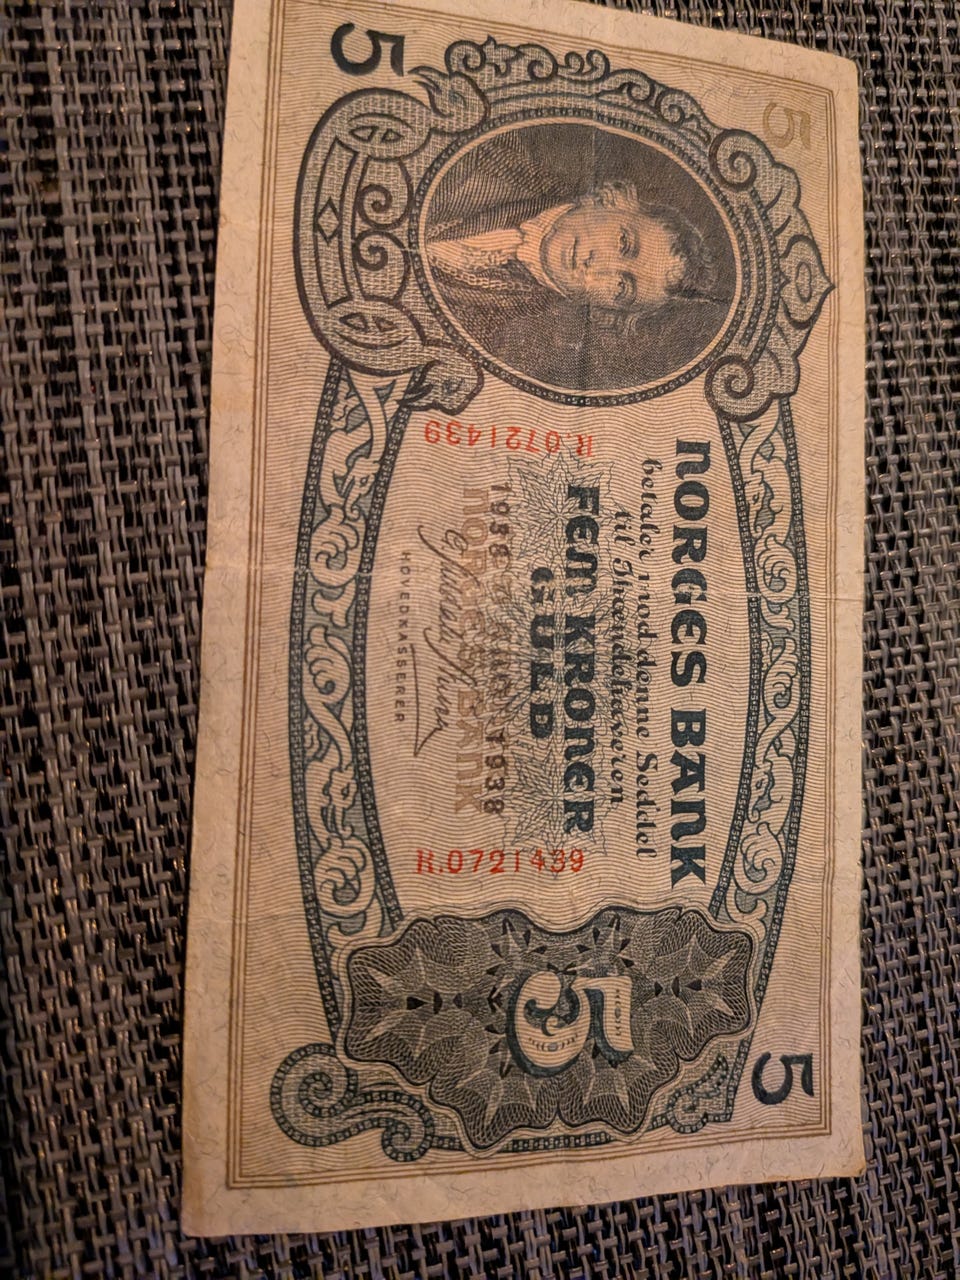 5
5
NORGES BANK
betaler imod denne Seddel
til Ihændehaveren
FEM KRONER
GULD
R.0721439
R.0721439
1938
1938
NORGES BANK
HOVEDKASSERER
5
5